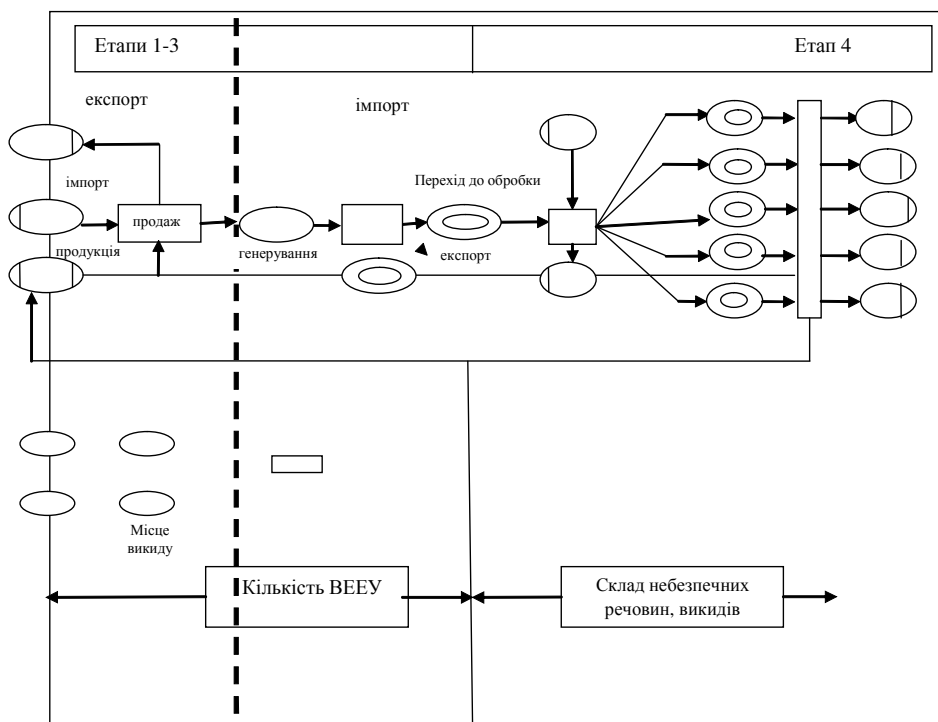 Етапи 1-3
Етап 4
експорт
імпорт
імпорт
Перехід до обробки
продаж
продукція
генерування
експорт
Місце
викиду
Кількість ВЕЕУ
Склад небезпечних
речовин, викидів